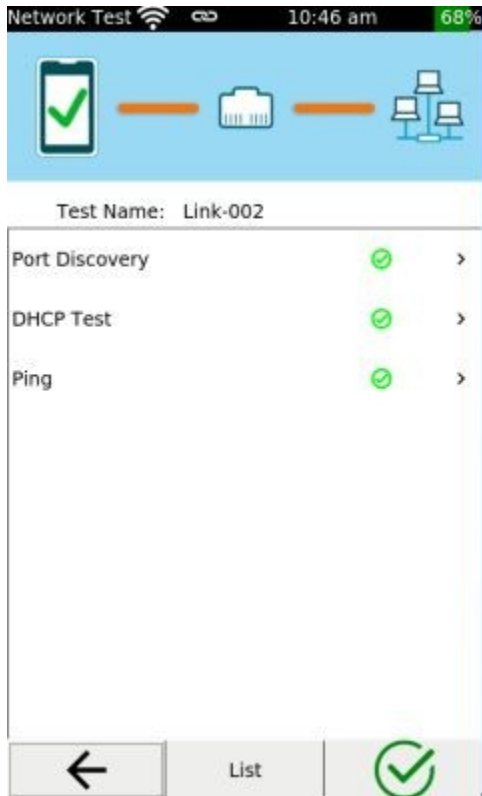 Network Test 10:46 am 68%
Test Name: Link-002
Port Discovery
DHCP Test
Ping
List